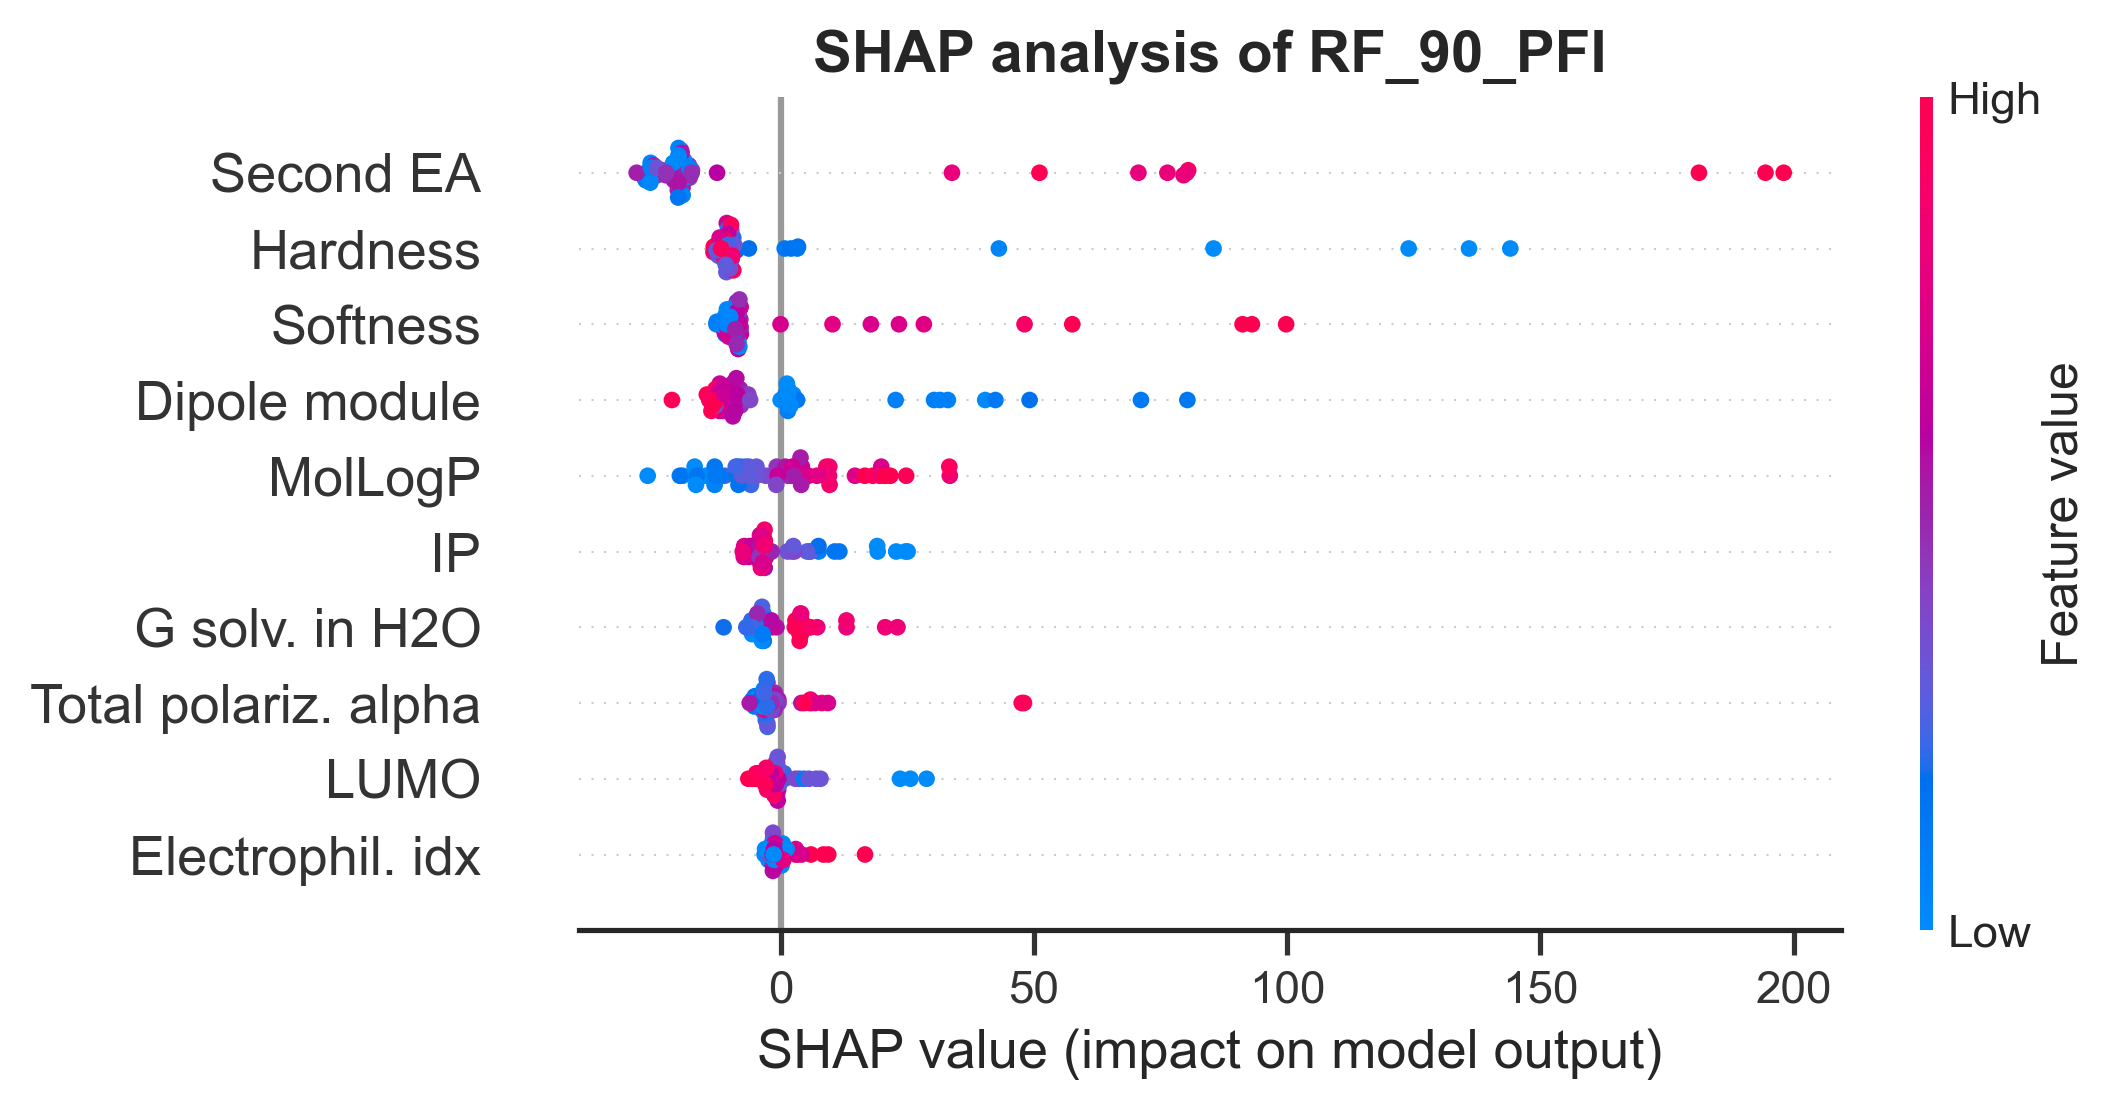 SHAP analysis of RF_90_PFI
High
Second EA
Hardness
Softness
Dipole module
MolLogP
IP
G solv. in H2O
Total polariz. alpha
LUMO
Electrophil. idx
Feature value
Low
0 50 100 150 200
SHAP value (impact on model output)